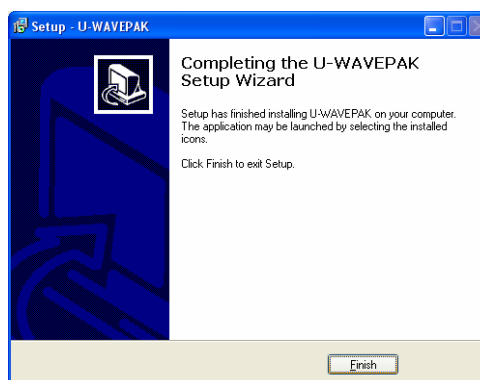 Setup - U-WAVEPAK
Completing the U-WAVEPAK
Setup Wizard
Setup has finished installing U-WAVEPAK on your computer.
The application may be launched by selecting the installed
icons.
Click Finish to exit Setup.
Finish